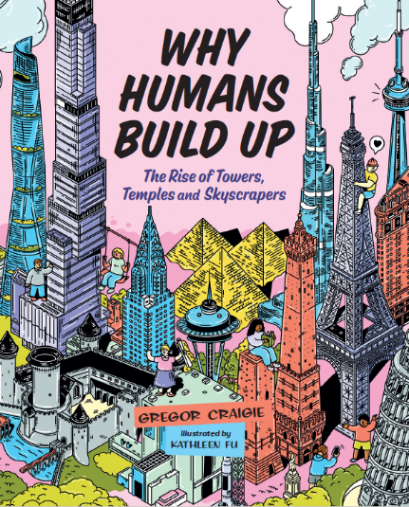 WHY
HUMANS
BUILD UP
The Rise of Towers,
Temples and Skyscrapers
GREGOR CRAIGIE
illustrated by
KATHLEEN FU